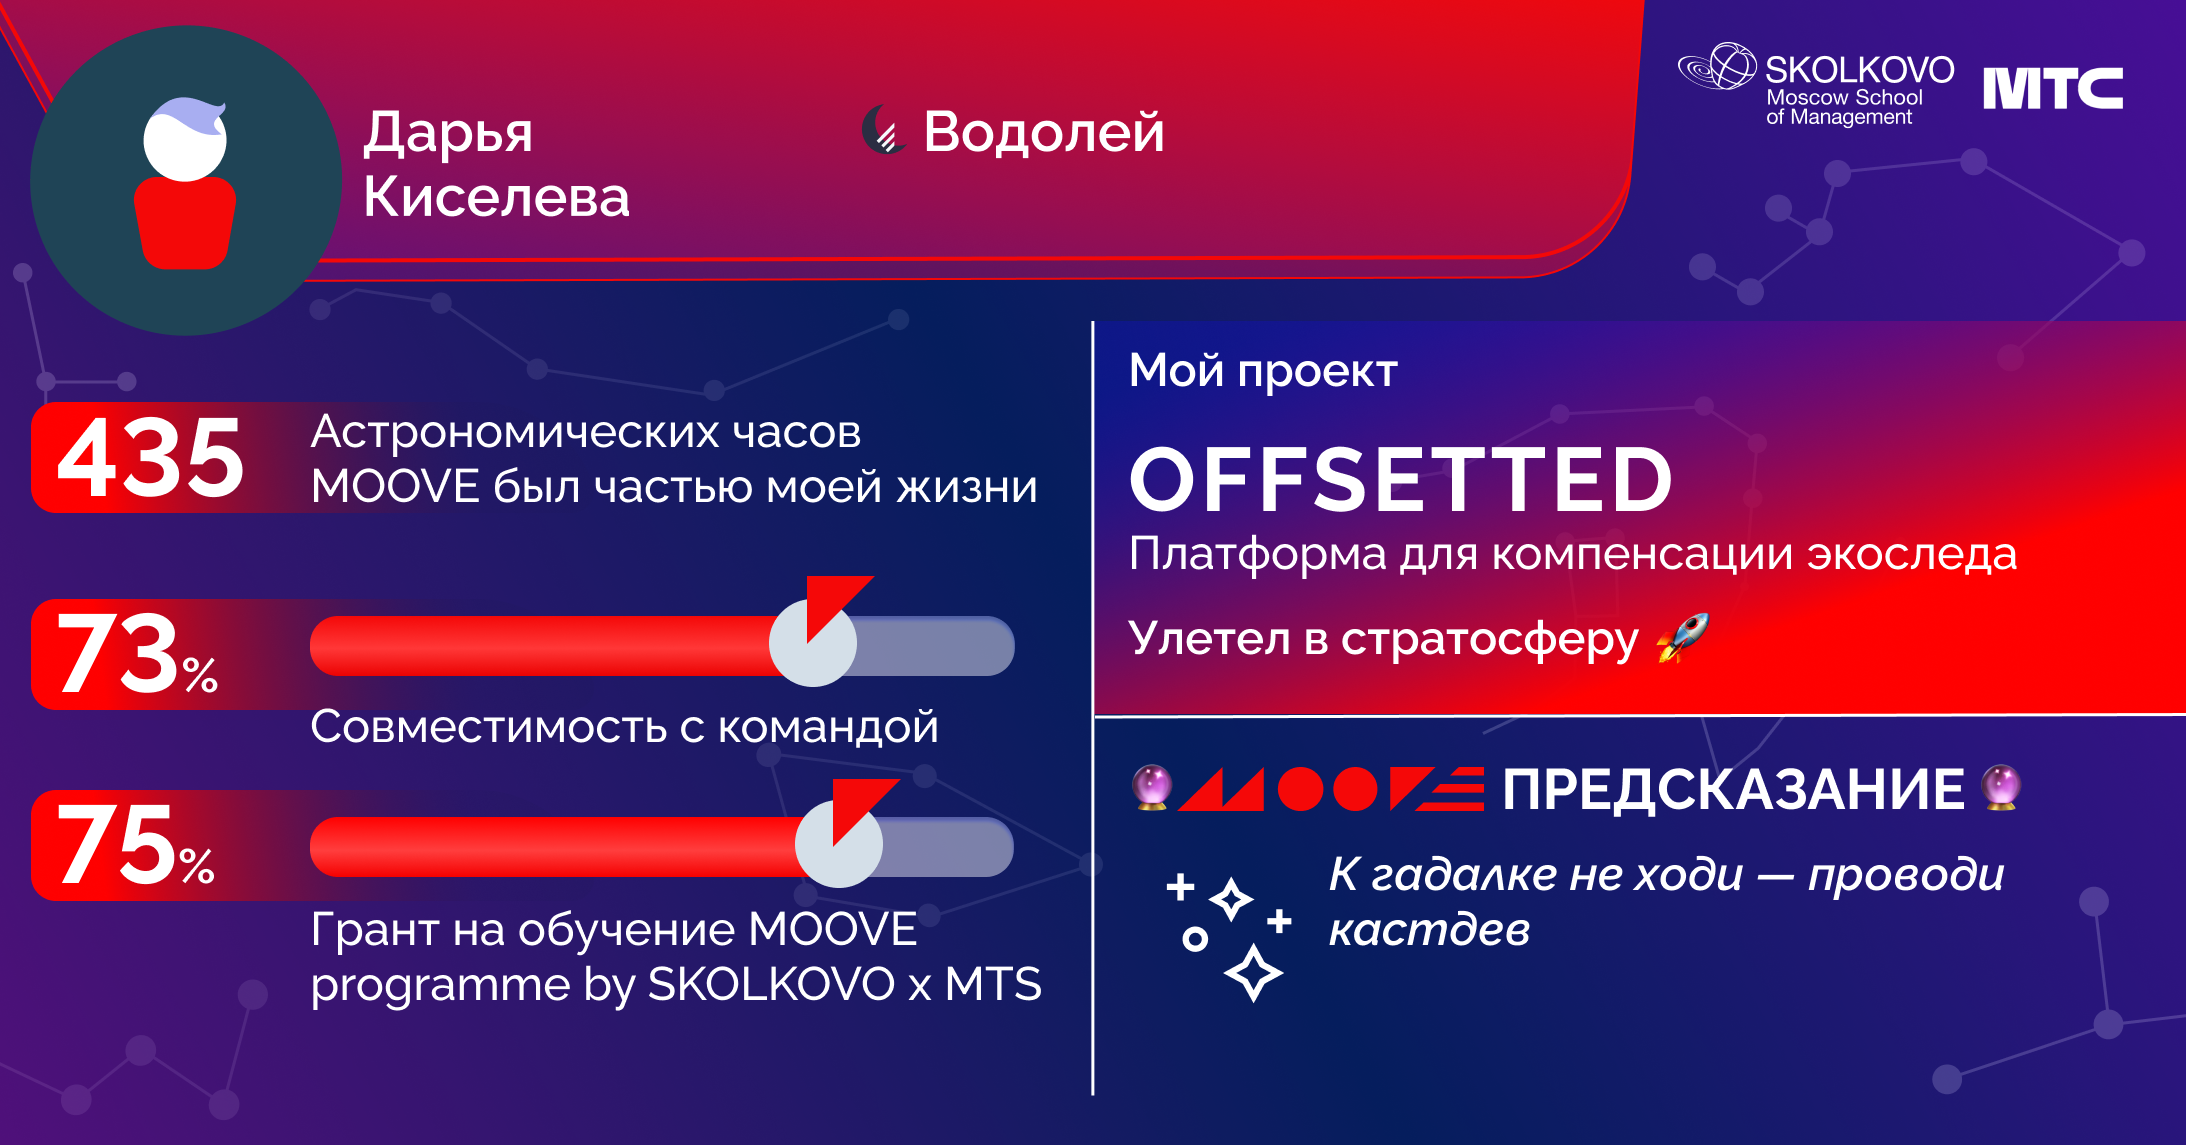 Дарья
Киселева
Водолей
SKOLKOVO
Moscow School
of Management
МТС
435
Астрономических часов
MOOVE был частью моей жизни
73%
Совместимость с командой
75%
Грант на обучение MOOVE
programme by SKOLKOVO x MTS
Мой проект
OFFSETTED
Платформа для компенсации экоследа
Улетел в стратосферу 🚀
🔮 MOOVE ПРЕДСКАЗАНИЕ 🔮
К гадалке не ходи — проводи
кастдев